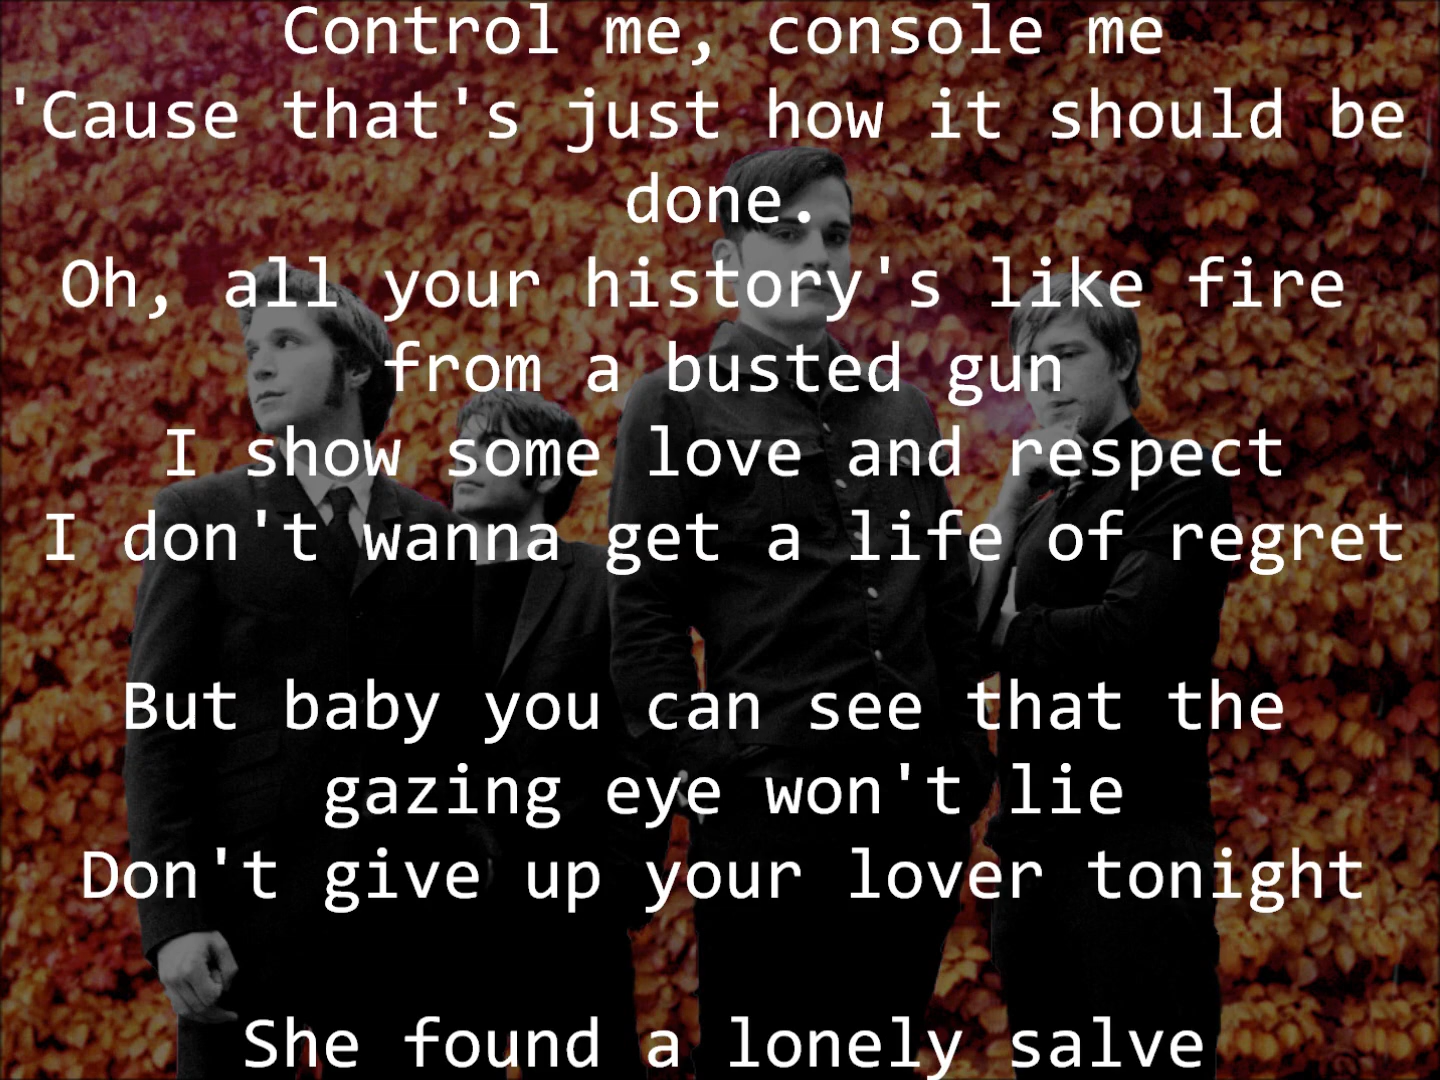 Control me, console me
'Cause that's just how it should be
done.
Oh, all your history's like fire
from a busted gun
I show some love and respect
I don't wanna get a life of regret
But baby you can see that the
gazing eye won't lie
Don't give up your lover tonight
She found a lonely salve